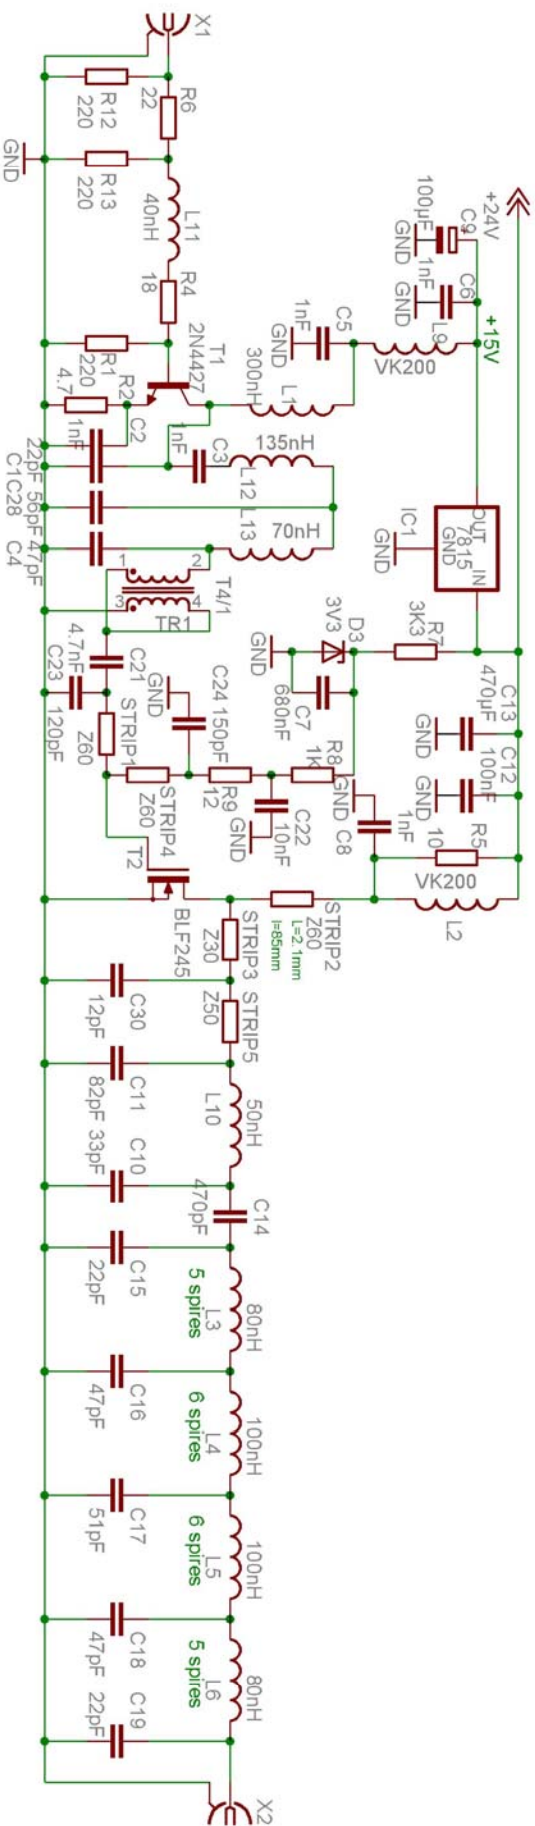 X1
R12
220
R6
22
R13
220
GND
L11
40nH
R4
18
R1
220
T1
2N4427
R2
4.7
+24V
C9
+
100µF
GND
C6
1nF
GND
+15V
L9
VK200
C5
1nF
GND
L1
300nH
C2
1nF
C3
1nF
135nH
L12
L13
70nH
C1
22pF
C28
56pF
C4
47pF
IC1
7815
OUT
IN
GND
GND
T4/1
TR1
1
2
3
4
C21
4.7nF
C23
120pF
STRIP1
Z60
C24
150pF
GND
STRIP4
Z60
R9
12
C22
10nF
GND
R8
1K
D3
3V3
GND
C7
680nF
R7
3K3
C13
470µF
GND
C12
100nF
GND
C8
1nF
GND
R5
10
VK200
L2
T2
BLF245
STRIP2
Z60
L=2.1mm
l=85mm
STRIP3
Z30
STRIP5
Z50
C30
12pF
C11
82pF
L10
50nH
C10
33pF
C14
470pF
C15
22pF
L3
80nH
5 spires
C16
47pF
L4
100nH
6 spires
C17
51pF
L5
100nH
6 spires
C18
47pF
L6
80nH
5 spires
C19
22pF
X2